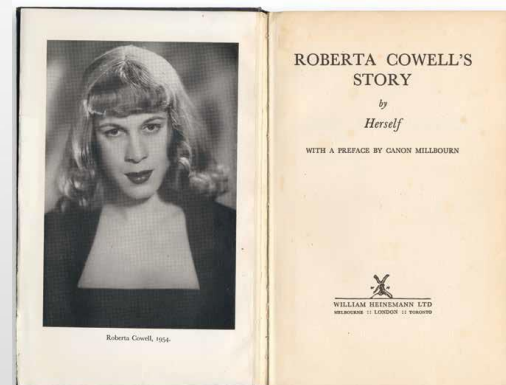 Roberta Cowell, 1954.
ROBERTA COWELL'S
STORY
by
Herself
WITH A PREFACE BY CANON MILLBOURN
WILLIAM HEINEMANN LTD
MELBOURNE :: LONDON :: TORONTO